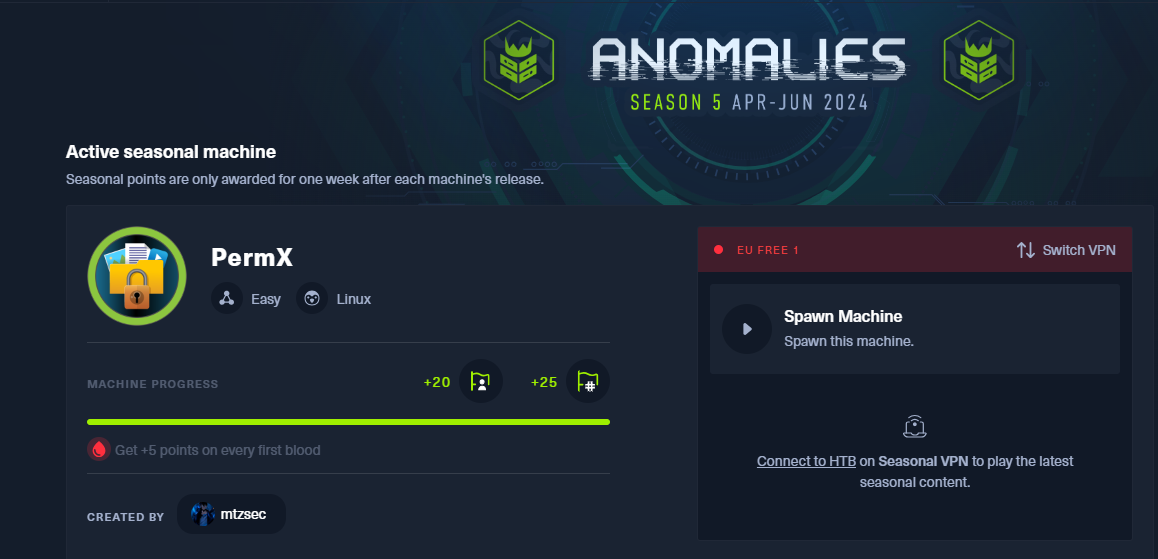 ANOMALIES
SEASON 5 APR-JUN 2024
Active seasonal machine
Seasonal points are only awarded for one week after each machine's release.
PermX
Easy
Linux
MACHINE PROGRESS
+20
+25
Get +5 points on every first blood
CREATED BY
mtzsec
EU FREE 1
Switch VPN
Spawn Machine
Spawn this machine.
Connect to HTB on Seasonal VPN to play the latest
seasonal content.